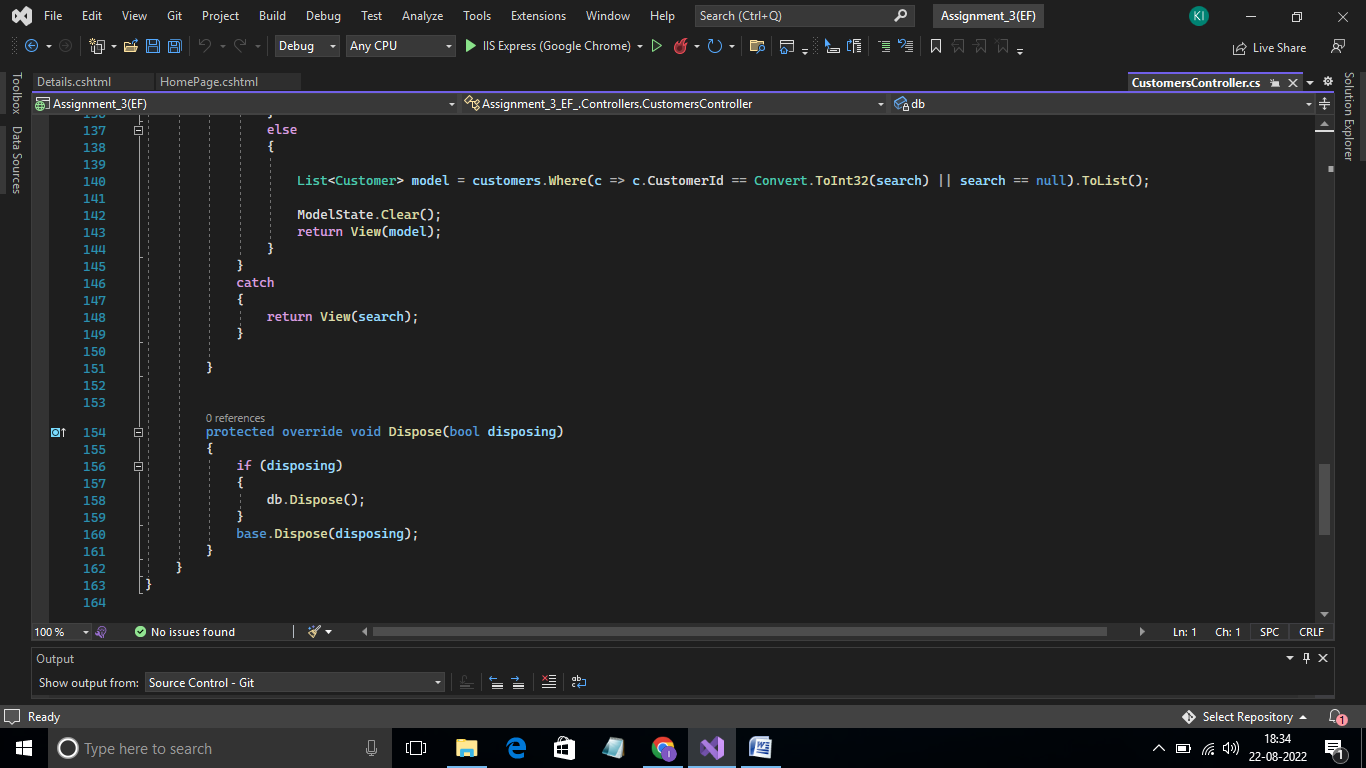 File Edit View Git Project Build Debug Test Analyze Tools Extensions Window Help Search (Ctrl+Q) Assignment_3(EF) KI
Debug Any CPU IIS Express (Google Chrome) Live Share
Details.cshtml HomePage.cshtml CustomersController.cs
Assignment_3(EF) Assignment_3_EF_.Controllers.CustomersController db
Toolbox
Data Sources
Solution Explorer
136 }
137 else
138 {
139
140 List<Customer> model = customers.Where(c => c.CustomerId == Convert.ToInt32(search) || search == null).ToList();
141
142 ModelState.Clear();
143 return View(model);
144 }
145 }
146 catch
147 {
148 return View(search);
149 }
150
151 }
152
153
0 references
154 protected override void Dispose(bool disposing)
155 {
156 if (disposing)
157 {
158 db.Dispose();
159 }
160 base.Dispose(disposing);
161 }
162 }
163 }
164
100 % No issues found Ln: 1 Ch: 1 SPC CRLF
Output
Show output from: Source Control - Git
Ready Select Repository 1
Type here to search 18:34
22-08-2022 1